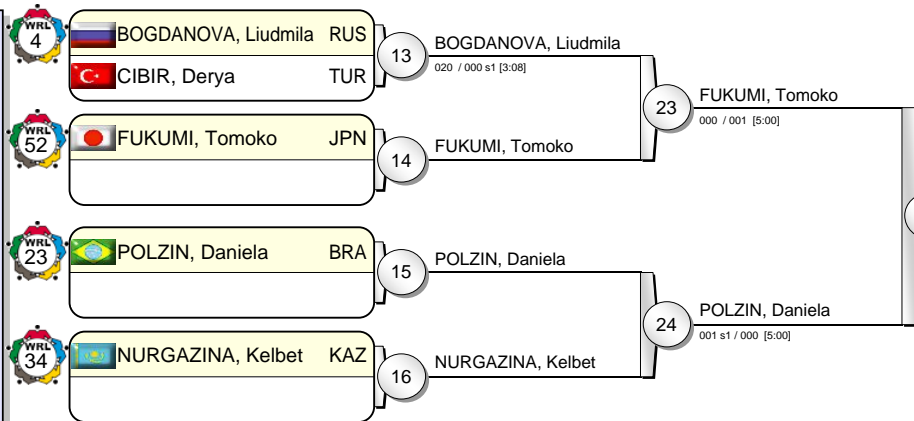 WRL
4
BOGDANOVA, Liudmila RUS
CIBIR, Derya TUR
13
BOGDANOVA, Liudmila
020 / 000 s1 [3:08]
WRL
52
FUKUMI, Tomoko JPN
14
FUKUMI, Tomoko
23
FUKUMI, Tomoko
000 / 001 [5:00]
WRL
23
POLZIN, Daniela BRA
15
POLZIN, Daniela
WRL
34
NURGAZINA, Kelbet KAZ
16
NURGAZINA, Kelbet
24
POLZIN, Daniela
001 s1 / 000 [5:00]